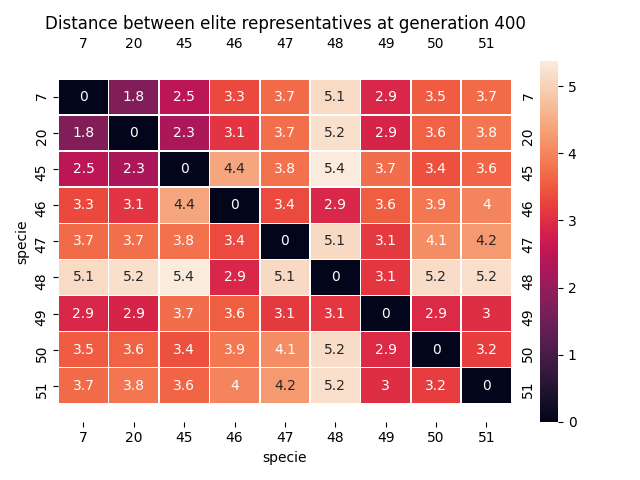 Distance between elite representatives at generation 400
7 20 45 46 47 48 49 50 51
7 0 1.8 2.5 3.3 3.7 5.1 2.9 3.5 3.7 7
20 1.8 0 2.3 3.1 3.7 5.2 2.9 3.6 3.8 20
45 2.5 2.3 0 4.4 3.8 5.4 3.7 3.4 3.6 45
46 3.3 3.1 4.4 0 3.4 2.9 3.6 3.9 4 46
47 3.7 3.7 3.8 3.4 0 5.1 3.1 4.1 4.2 47
48 5.1 5.2 5.4 2.9 5.1 0 3.1 5.2 5.2 48
49 2.9 2.9 3.7 3.6 3.1 3.1 0 2.9 3 49
50 3.5 3.6 3.4 3.9 4.1 5.2 2.9 0 3.2 50
51 3.7 3.8 3.6 4 4.2 5.2 3 3.2 0 51
7 20 45 46 47 48 49 50 51
specie
specie
5
4
3
2
1
0